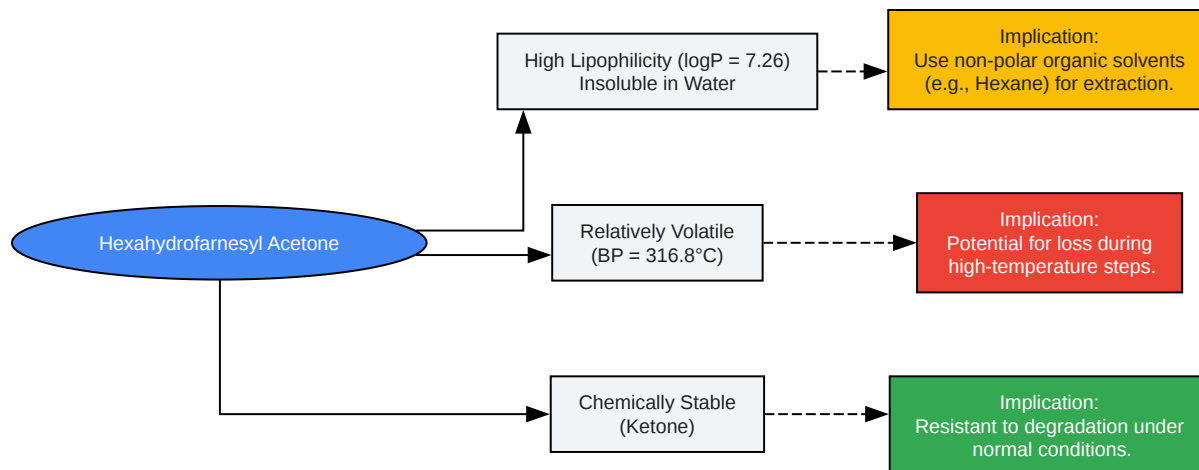 High Lipophilicity (logP = 7.26)
Insoluble in Water
Implication:
Use non-polar organic solvents
(e.g., Hexane) for extraction.
Hexahydrofarnesyl Acetone
Relatively Volatile
(BP = 316.8°C)
Implication:
Potential for loss during
high-temperature steps.
Chemically Stable
(Ketone)
Implication:
Resistant to degradation under
normal conditions.